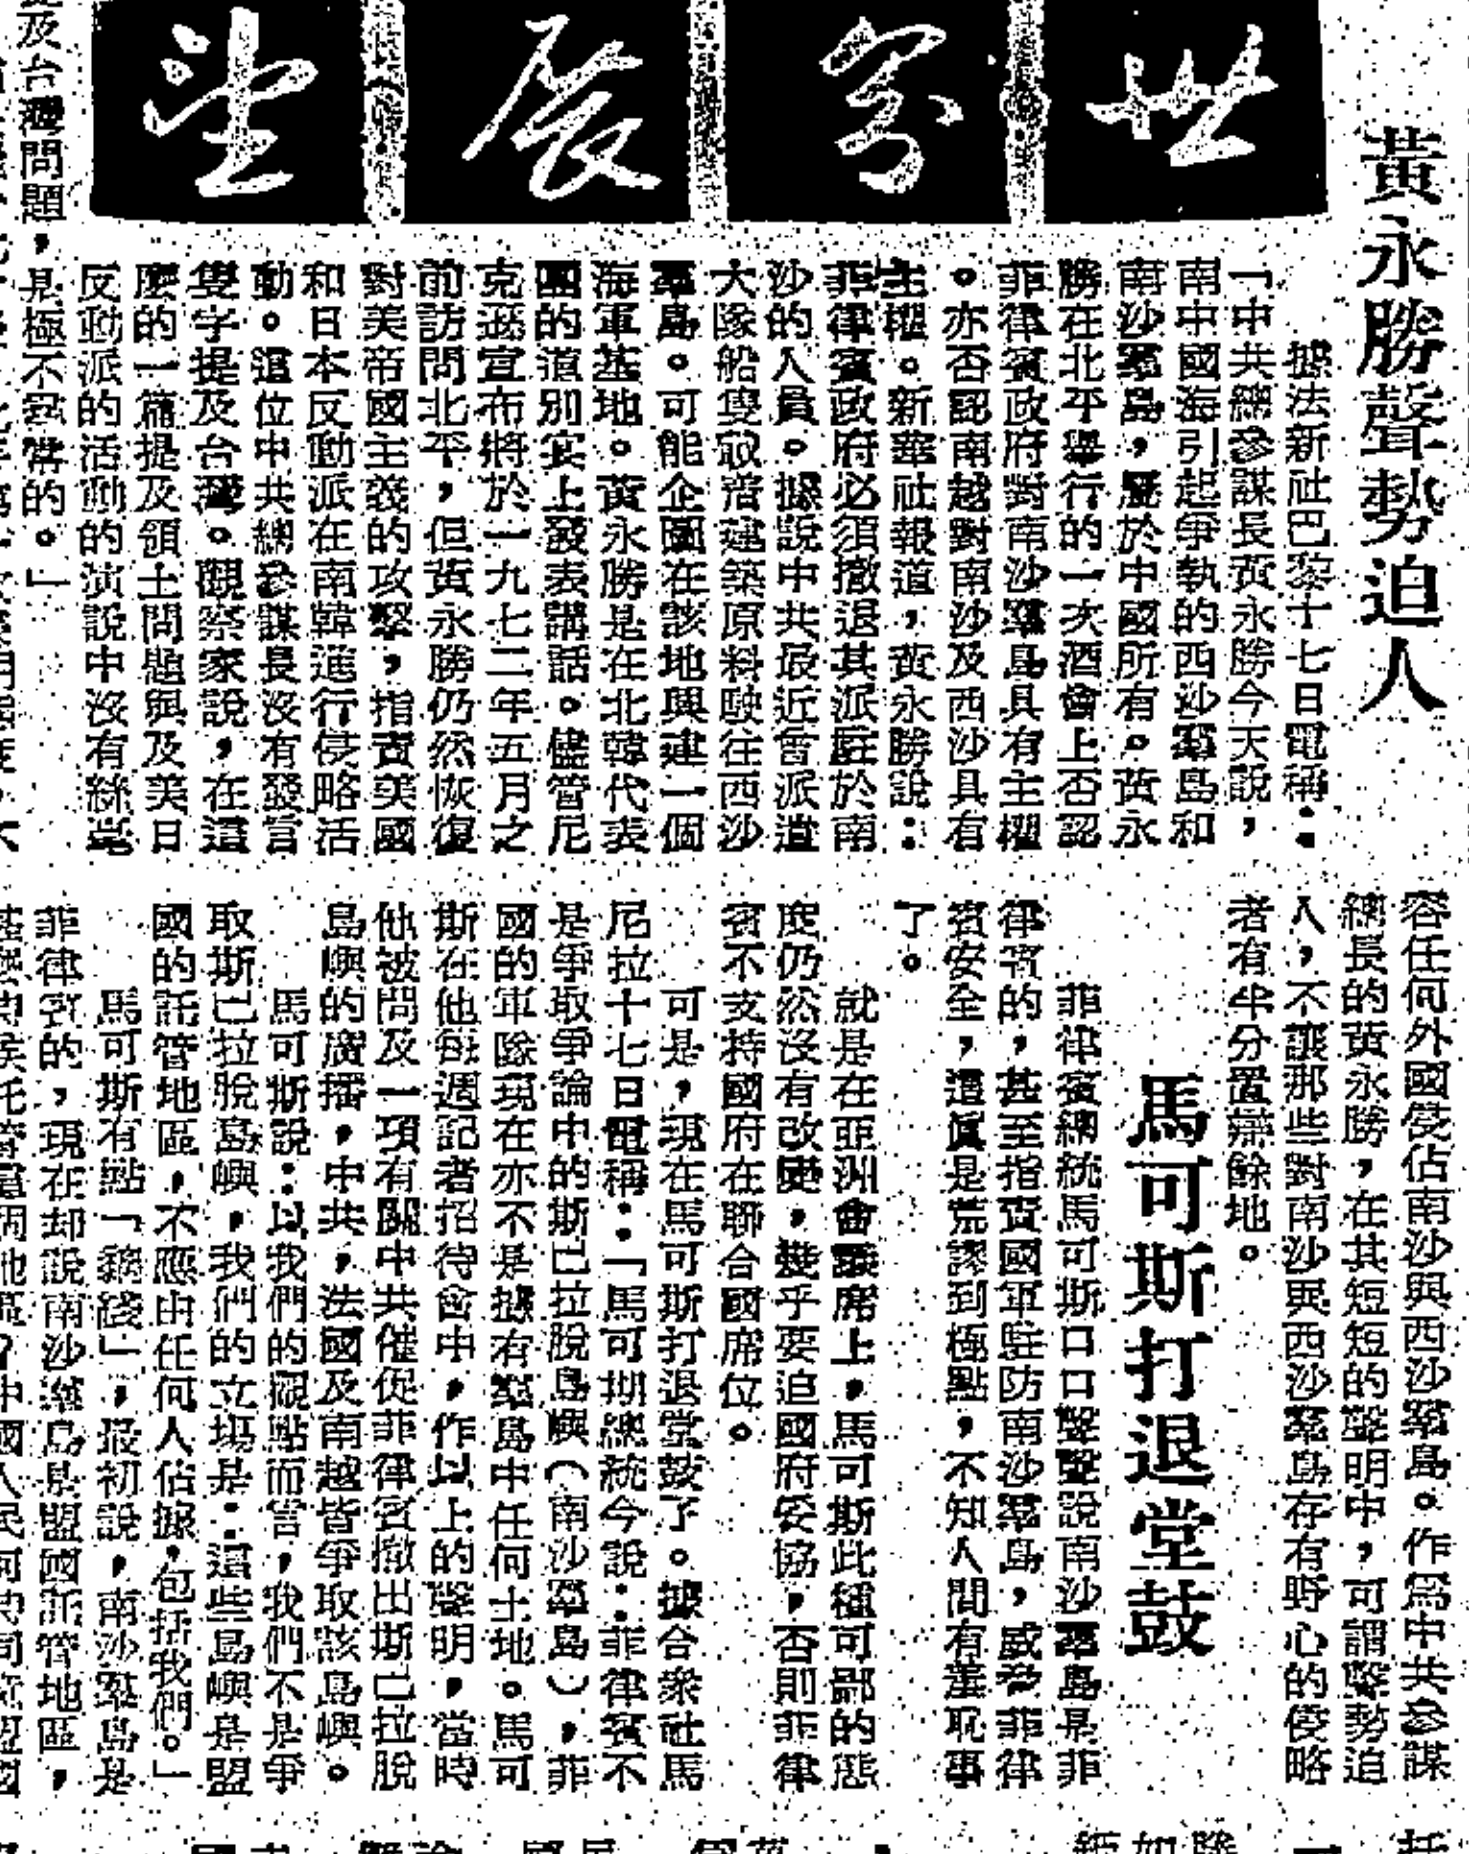 世界展望
黃永勝聲勢迫人
據法新社巴黎十七日電稱：
「中共總參謀長黃永勝今天說，
南中國海引起爭執的西沙羣島和
南沙羣島，屬於中國所有。黃永
勝在北平舉行的一次酒會上否認
菲律賓政府對南沙羣島具有主權
。亦否認南越對南沙及西沙具有
主權。新華社報道，黃永勝說：
菲律賓政府必須撤退其派駐於南
沙的人員。據說中共最近曾派遣
大隊船隻載着建築原料駛往西沙
羣島。可能企圖在該地興建一個
海軍基地。黃永勝是在北韓代表
團的道別宴上發表講話。儘管尼
克遜宣布將於一九七二年五月之
前訪問北平，但黃永勝仍然恢復
對美帝國主義的攻擊，指責美國
和日本反動派在南韓進行侵略活
動。這位中共總參謀長沒有發言
隻字提及台灣。觀察家說，在這
麼的一篇提及領土問題與及美日
反動派的活動的演說中沒有絲毫
及台灣問題，是極不尋常的。」
容任何外國侵佔南沙與西沙羣島。作爲中共參謀
總長的黃永勝，在其短短的聲明中，可謂聲勢迫
人，不讓那些對南沙與西沙羣島存有野心的侵略
者有半分置辯餘地。
馬可斯打退堂鼓
菲律賓總統馬可斯口口聲聲說南沙羣島是菲
律賓的，甚至指責國軍駐防南沙羣島，威脅菲律
賓安全，這眞是荒謬到極點，不知人間有羞恥事
了。
就是在亞洲會議席上，馬可斯此種可鄙的態
度仍然沒有改變，幾乎要迫國府妥協，否則菲律
賓不支持國府在聯合國席位。
可是，現在馬可斯打退堂鼓了。據合衆社馬
尼拉十七日電稱：「馬可斯總統今說：菲律賓不
是爭取爭論中的斯巴拉脫島嶼（南沙羣島），菲
國的軍隊現在亦不是據有羣島中任何土地。馬可
斯在他每週記者招待會中，作以上的聲明，當時
他被問及一項有關中共催促菲律賓撤出斯巴拉脫
島嶼的廣播，中共，法國及南越皆爭取該島嶼。
馬可斯說：以我們的觀點而言，我們不是爭
取斯巴拉脫島嶼，我們的立場是：這些島嶼是盟
國的託管地區，不應由任何人佔據，包括我們。」
馬可斯有點「縮」，最初說，南沙羣島是
菲律賓的，現在却說南沙羣島是盟國託管地區，